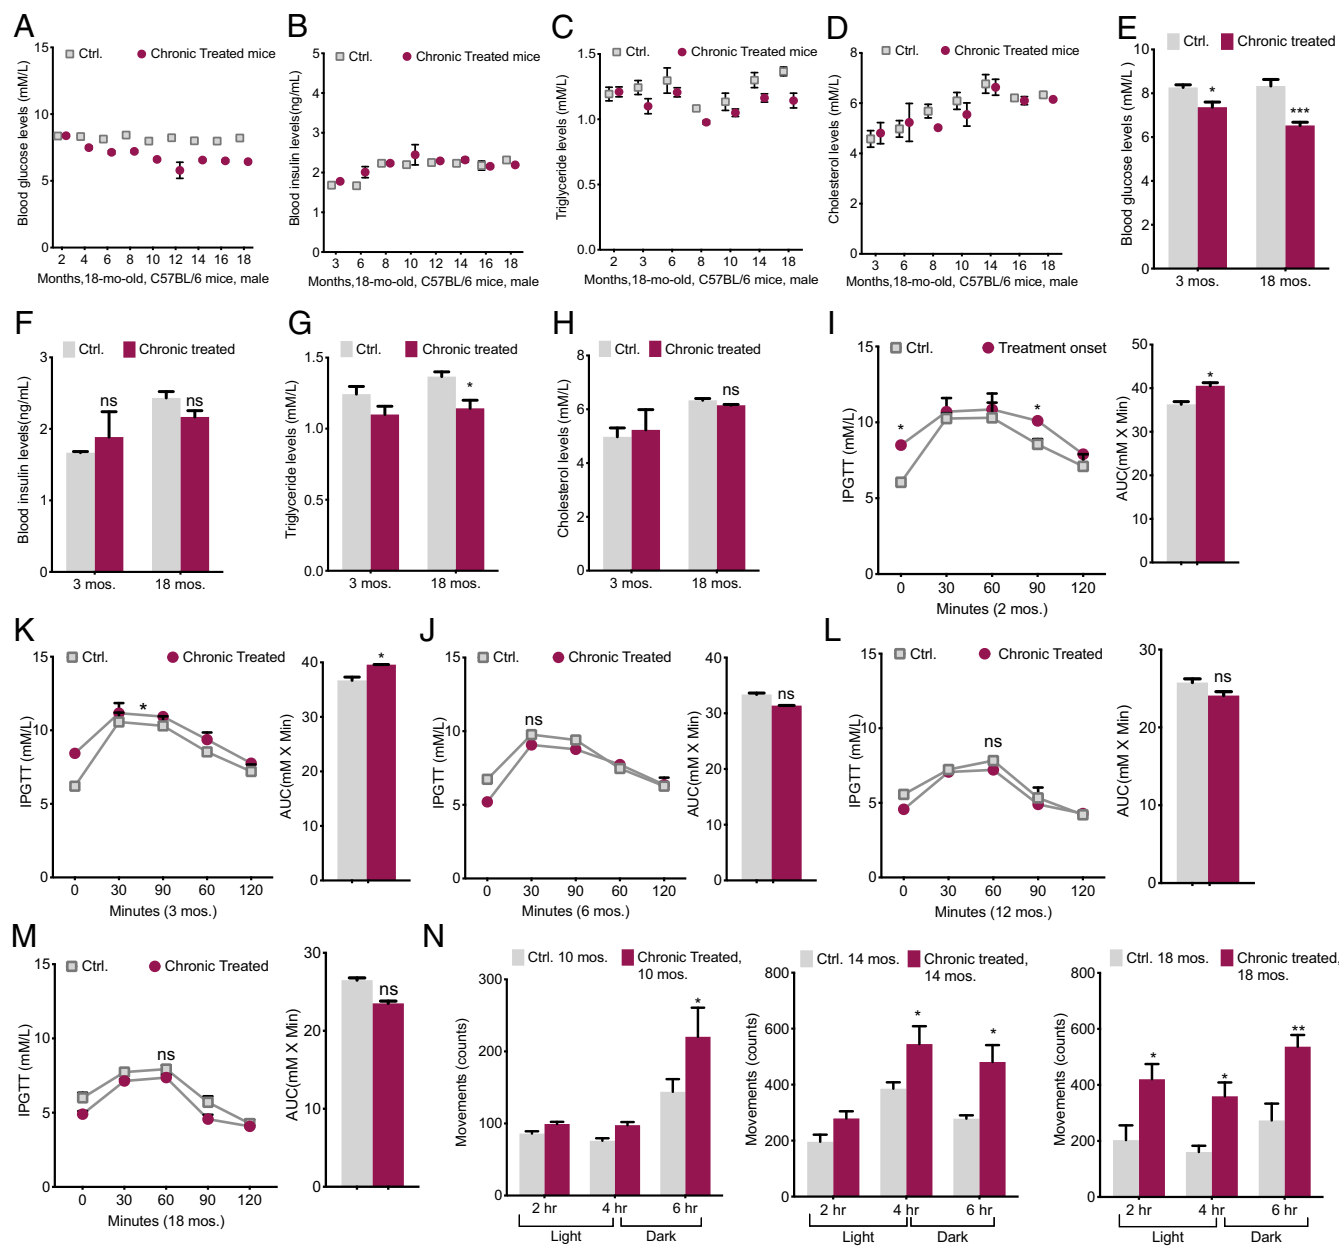 A
Ctrl.
Chronic Treated mice
Blood glucose levels (mM/L)
15
10
5
0
2 4 6 8 10 12 14 16 18
Months,18-mo-old, C57BL/6 mice, male
B
Ctrl.
Chronic Treated mice
Blood insulin levels(ng/mL)
5
4
3
2
1
0
3 6 8 10 12 14 16 18
Months,18-mo-old, C57BL/6 mice, male
C
Chronic Treated mice
Ctrl.
Triglyceride levels (mM/L)
1.5
1.0
0.5
0.0
2 3 6 8 10 14 18
Months,18-mo-old, C57BL/6 mice, male
D
Ctrl.
Chronic Treated mice
Cholesterol levels (mM/L)
8
6
4
2
0
3 6 8 10 14 16 18
Months,18-mo-old, C57BL/6 mice, male
E
Ctrl.
Chronic treated
Blood glucose levels (mM/L )
10
8
6
4
2
0
*
***
3 mos. 18 mos.
F
Ctrl.
Chronic treated
Blood insulin levels(ng/mL)
3
2
1
0
ns
ns
3 mos. 18 mos.
G
Ctrl.
Chronic treated
Triglyceride levels (mM/L)
1.5
1.0
0.5
0.0
*
3 mos. 18 mos.
H
Ctrl.
Chronic treated
Cholesterol levels (mM/L)
8
6
4
2
0
ns
3 mos. 18 mos.
I
Ctrl.
Treatment onset
IPGTT (mM/L)
15
10
5
0
*
*
0 30 60 90 120
Minutes (2 mos.)
AUC(mM X Min)
50
40
30
20
10
0
*
K
Ctrl.
Chronic Treated
IPGTT (mM/L)
15
10
5
0
*
0 30 90 60 120
Minutes (3 mos.)
AUC(mM X Min)
40
30
20
10
0
*
J
Ctrl.
Chronic Treated
IPGTT (mM/L)
15
10
5
0
ns
0 30 90 60 120
Minutes (6 mos.)
AUC(mM X Min)
40
30
20
10
0
ns
L
Ctrl.
Chronic Treated
IPGTT (mM/L)
15
10
5
0
ns
0 30 60 90 120
Minutes (12 mos.)
AUC(mM X Min)
30
20
10
0
ns
M
Ctrl.
Chronic Treated
IPGTT (mM/L)
15
10
5
0
ns
0 30 60 90 120
Minutes (18 mos.)
AUC(mM X Min)
30
20
10
0
ns
N
Ctrl. 10 mos.
Chronic Treated,
10 mos.
Movements (counts)
300
200
100
0
*
2 hr 4 hr 6 hr
Light Dark
Ctrl. 14 mos.
Chronic treated,
14 mos.
Movements (counts)
800
600
400
200
0
*
*
2 hr 4 hr 6 hr
Light Dark
Ctrl. 18 mos.
Chronic treated,
18 mos.
Movements (counts)
800
600
400
200
0
*
*
**
2 hr 4 hr 6 hr
Light Dark